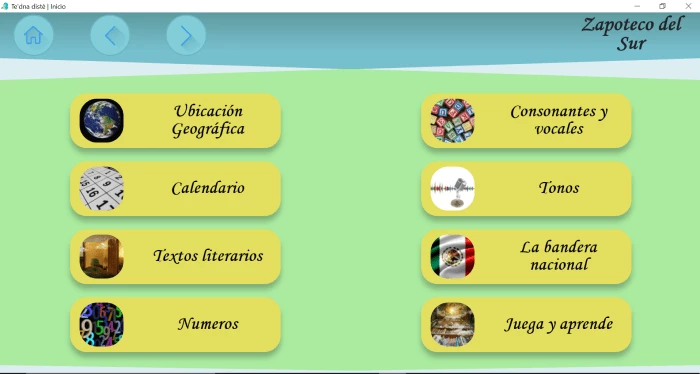 Te'dna disté | Inicio
Zapoteco del
Sur
Ubicación
Geográfica
Consonantes y
vocales
Calendario
Tonos
Textos literarios
La bandera
nacional
Numeros
Juega y aprende